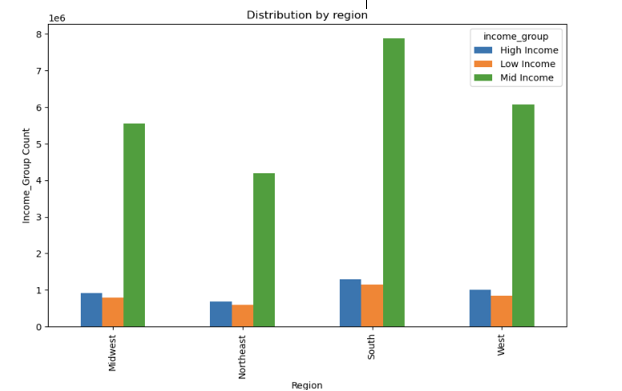 Distribution by region
1e6
income_group
High Income
Low Income
Mid Income
8
7
6
5
4
3
2
1
0
Income_Group Count
Midwest
Northeast
South
West
Region